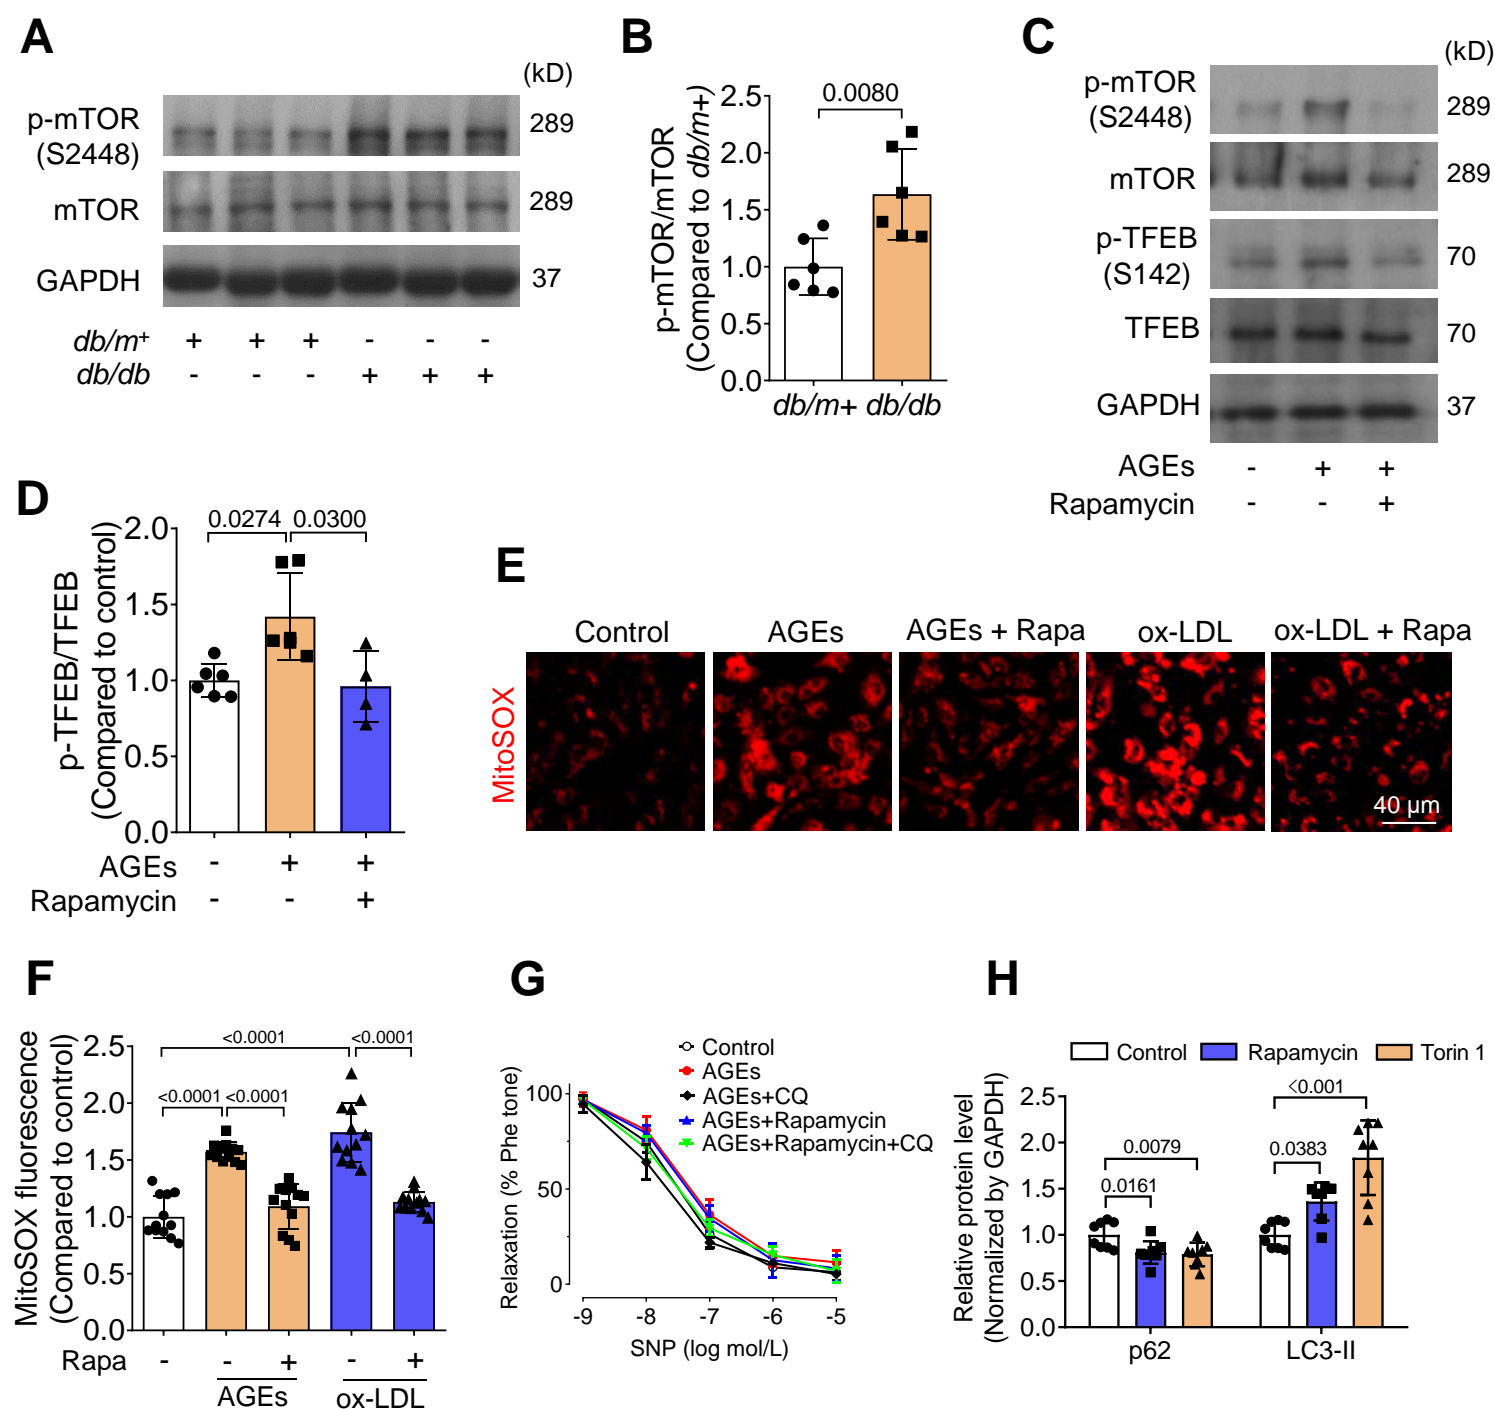 A
(kD)
p-mTOR
(S2448)
289
mTOR
289
GAPDH
37
db/m+ + + + - - -
db/db - - - + + +
B
p-mTOR/mTOR
(Compared to db/m+)
0.0080
2.5
2.0
1.5
1.0
0.5
0.0
db/m+ db/db
C
(kD)
p-mTOR
(S2448)
289
mTOR
289
p-TFEB
(S142)
70
TFEB
70
GAPDH
37
AGEs - + +
Rapamycin - - +
D
p-TFEB/TFEB
(Compared to control)
0.0274 0.0300
2.0
1.5
1.0
0.5
0.0
AGEs - + +
Rapamycin - - +
E
Control AGEs AGEs + Rapa ox-LDL ox-LDL + Rapa
MitoSOX
40 μm
F
MitoSOX fluorescence
(Compared to control)
<0.0001 <0.0001
<0.0001 <0.0001
2.5
2.0
1.5
1.0
0.5
0.0
Rapa - - + - +
AGEs ox-LDL
G
Control
AGEs
AGEs+CQ
AGEs+Rapamycin
AGEs+Rapamycin+CQ
Relaxation (% Phe tone)
100
50
0
-9 -8 -7 -6 -5
SNP (log mol/L)
H
Control Rapamycin Torin 1
Relative protein level
(Normalized by GAPDH)
<0.001
0.0079 0.0383
0.0161
2.5
2.0
1.5
1.0
0.5
0.0
p62 LC3-II